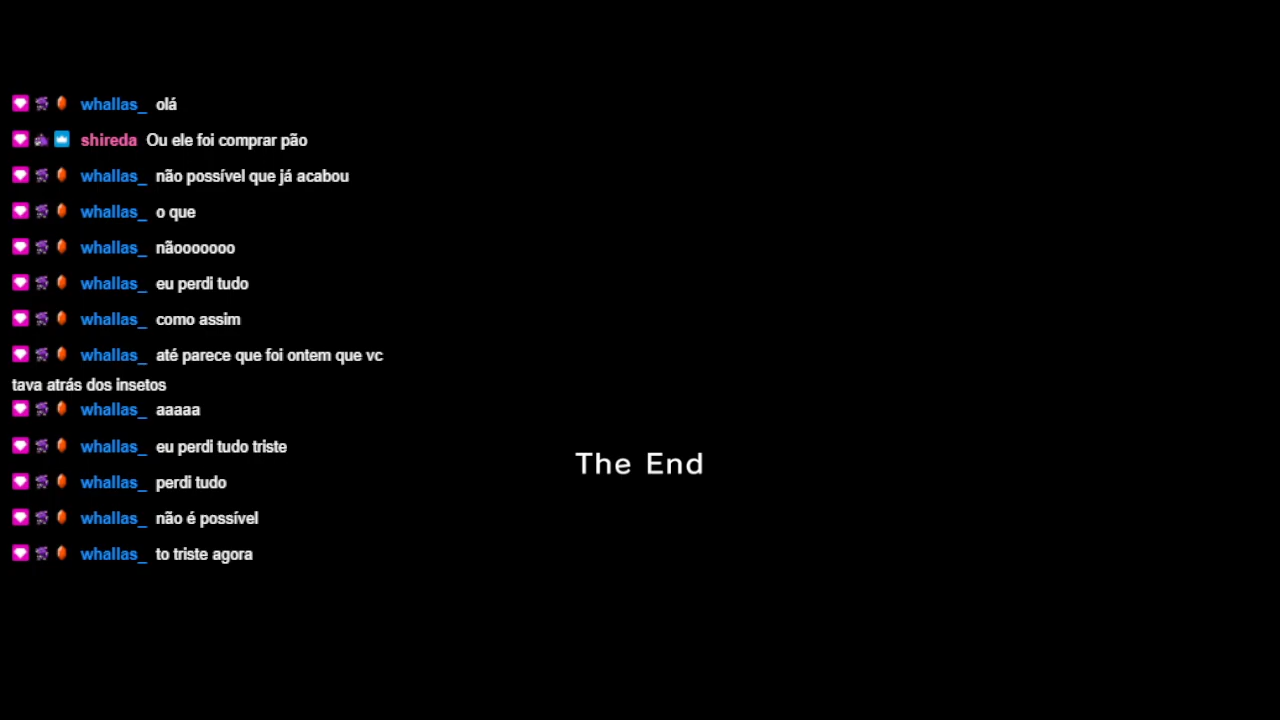 whallas_ olá
shireda Ou ele foi comprar pão
whallas_ não possível que já acabou
whallas_ o que
whallas_ nãooooooo
whallas_ eu perdi tudo
whallas_ como assim
whallas_ até parece que foi ontem que vc
tava atrás dos insetos
whallas_ aaaaa
whallas_ eu perdi tudo triste
The End
whallas_ perdi tudo
whallas_ não é possível
whallas_ to triste agora